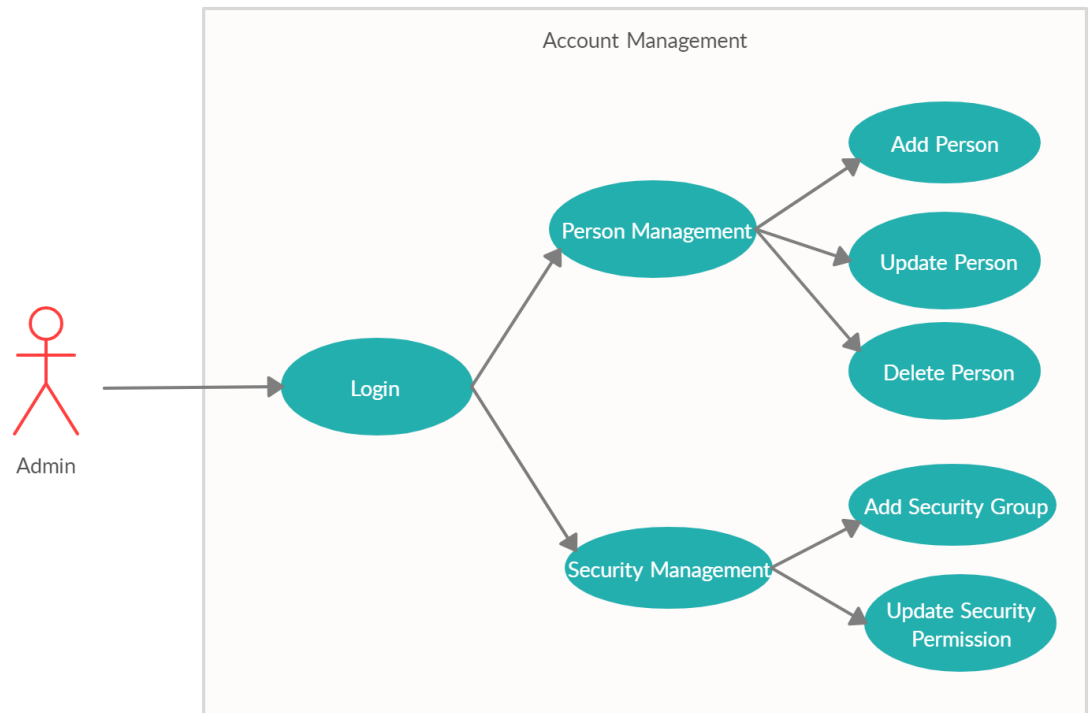 Account Management
Add Person
Person Management
Update Person
Delete Person
Login
Admin
Add Security Group
Security Management
Update Security
Permission